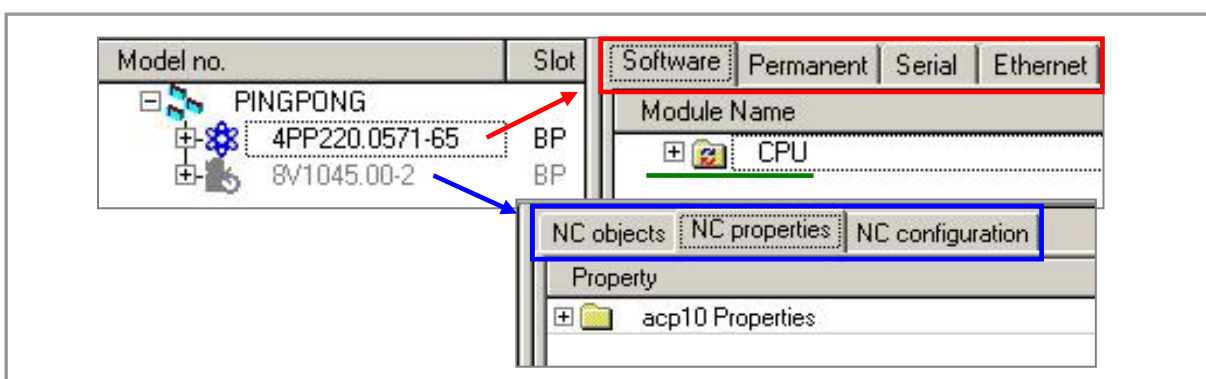 Model no. Slot
PINGPONG
4PP220.0571-65 BP
8V1045.00-2 BP
Software Permanent Serial Ethernet
Module Name
CPU
NC objects NC properties NC configuration
Property
acp10 Properties